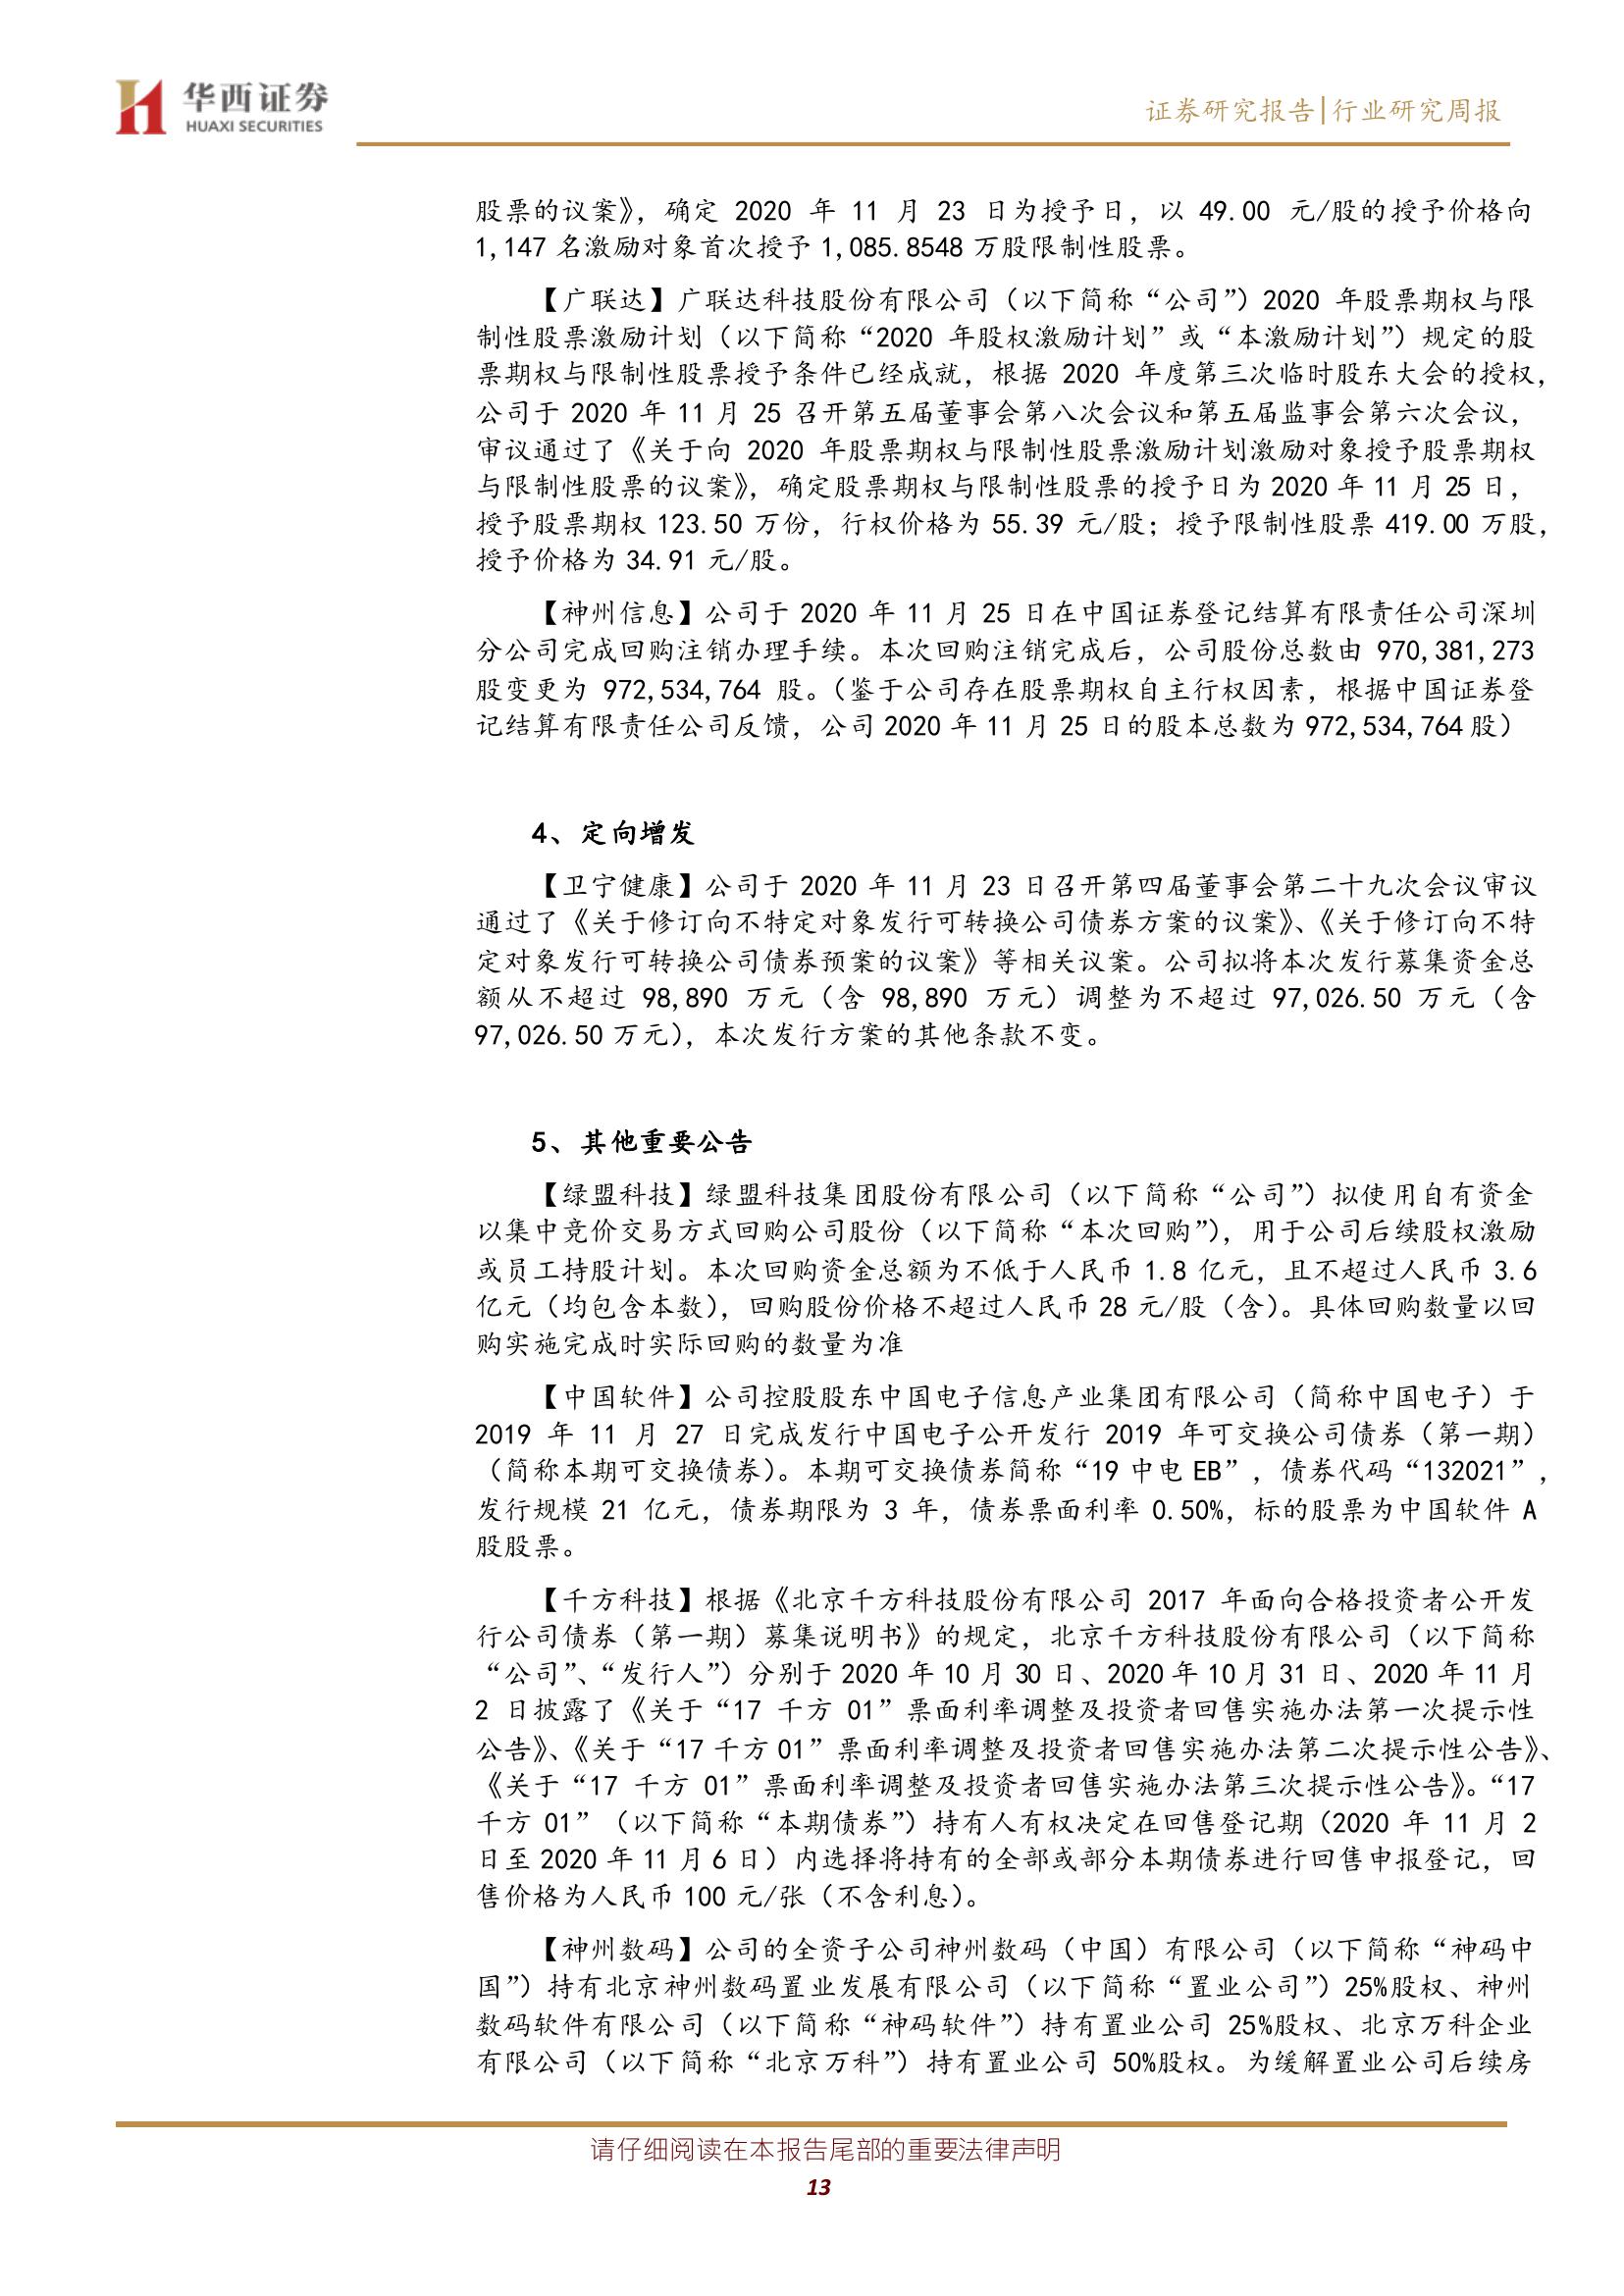 华西证券
HUAXI SECURITIES
证券研究报告|行业研究周报
股票的议案》，确定 2020 年 11 月 23 日为授予日，以 49.00 元/股的授予价格向
1,147 名激励对象首次授予 1,085.8548 万股限制性股票。
【广联达】广联达科技股份有限公司（以下简称“公司”）2020 年股票期权与限
制性股票激励计划（以下简称“2020 年股权激励计划”或“本激励计划”）规定的股
票期权与限制性股票授予条件已经成就，根据 2020 年度第三次临时股东大会的授权，
公司于 2020 年 11 月 25 召开第五届董事会第八次会议和第五届监事会第六次会议，
审议通过了《关于向 2020 年股票期权与限制性股票激励计划激励对象授予股票期权
与限制性股票的议案》，确定股票期权与限制性股票的授予日为 2020 年 11 月 25 日，
授予股票期权 123.50 万份，行权价格为 55.39 元/股；授予限制性股票 419.00 万股，
授予价格为 34.91 元/股。
【神州信息】公司于 2020 年 11 月 25 日在中国证券登记结算有限责任公司深圳
分公司完成回购注销办理手续。本次回购注销完成后，公司股份总数由 970,381,273
股变更为 972,534,764 股。（鉴于公司存在股票期权自主行权因素，根据中国证券登
记结算有限责任公司反馈，公司 2020 年 11 月 25 日的股本总数为 972,534,764 股）
4、定向增发
【卫宁健康】公司于 2020 年 11 月 23 日召开第四届董事会第二十九次会议审议
通过了《关于修订向不特定对象发行可转换公司债券方案的议案》、《关于修订向不特
定对象发行可转换公司债券预案的议案》等相关议案。公司拟将本次发行募集资金总
额从不超过 98,890 万元（含 98,890 万元）调整为不超过 97,026.50 万元（含
97,026.50 万元），本次发行方案的其他条款不变。
5、其他重要公告
【绿盟科技】绿盟科技集团股份有限公司（以下简称“公司”）拟使用自有资金
以集中竞价交易方式回购公司股份（以下简称“本次回购”），用于公司后续股权激励
或员工持股计划。本次回购资金总额为不低于人民币 1.8 亿元，且不超过人民币 3.6
亿元（均包含本数），回购股份价格不超过人民币 28 元/股（含）。具体回购数量以回
购实施完成时实际回购的数量为准
【中国软件】公司控股股东中国电子信息产业集团有限公司（简称中国电子）于
2019 年 11 月 27 日完成发行中国电子公开发行 2019 年可交换公司债券（第一期）
（简称本期可交换债券）。本期可交换债券简称“19 中电 EB”，债券代码“132021”，
发行规模 21 亿元，债券期限为 3 年，债券票面利率 0.50%，标的股票为中国软件 A
股股票。
【千方科技】根据《北京千方科技股份有限公司 2017 年面向合格投资者公开发
行公司债券（第一期）募集说明书》的规定，北京千方科技股份有限公司（以下简称
“公司”、“发行人”）分别于 2020 年 10 月 30 日、2020 年 10 月 31 日、2020 年 11 月
2 日披露了《关于“17 千方 01”票面利率调整及投资者回售实施办法第一次提示性
公告》、《关于“17 千方 01”票面利率调整及投资者回售实施办法第二次提示性公告》、
《关于“17 千方 01”票面利率调整及投资者回售实施办法第三次提示性公告》。“17
千方 01”（以下简称“本期债券”）持有人有权决定在回售登记期（2020 年 11 月 2
日至 2020 年 11 月 6 日）内选择将持有的全部或部分本期债券进行回售申报登记，回
售价格为人民币 100 元/张（不含利息）。
【神州数码】公司的全资子公司神州数码（中国）有限公司（以下简称“神码中
国”）持有北京神州数码置业发展有限公司（以下简称“置业公司”）25%股权、神州
数码软件有限公司（以下简称“神码软件”）持有置业公司 25%股权、北京万科企业
有限公司（以下简称“北京万科”）持有置业公司 50%股权。为缓解置业公司后续房
请仔细阅读在本报告尾部的重要法律声明
13